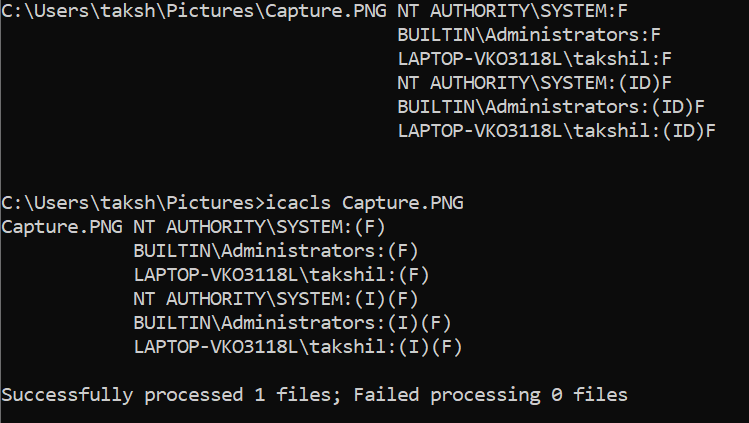 C:\Users\taksh\Pictures\Capture.PNG NT AUTHORITY\SYSTEM:F
BUILTIN\Administrators:F
LAPTOP-VKO3118L\takshil:F
NT AUTHORITY\SYSTEM:(ID)F
BUILTIN\Administrators:(ID)F
LAPTOP-VKO3118L\takshil:(ID)F
C:\Users\taksh\Pictures>icacls Capture.PNG
Capture.PNG NT AUTHORITY\SYSTEM:(F)
BUILTIN\Administrators:(F)
LAPTOP-VKO3118L\takshil:(F)
NT AUTHORITY\SYSTEM:(I)(F)
BUILTIN\Administrators:(I)(F)
LAPTOP-VKO3118L\takshil:(I)(F)
Successfully processed 1 files; Failed processing 0 files